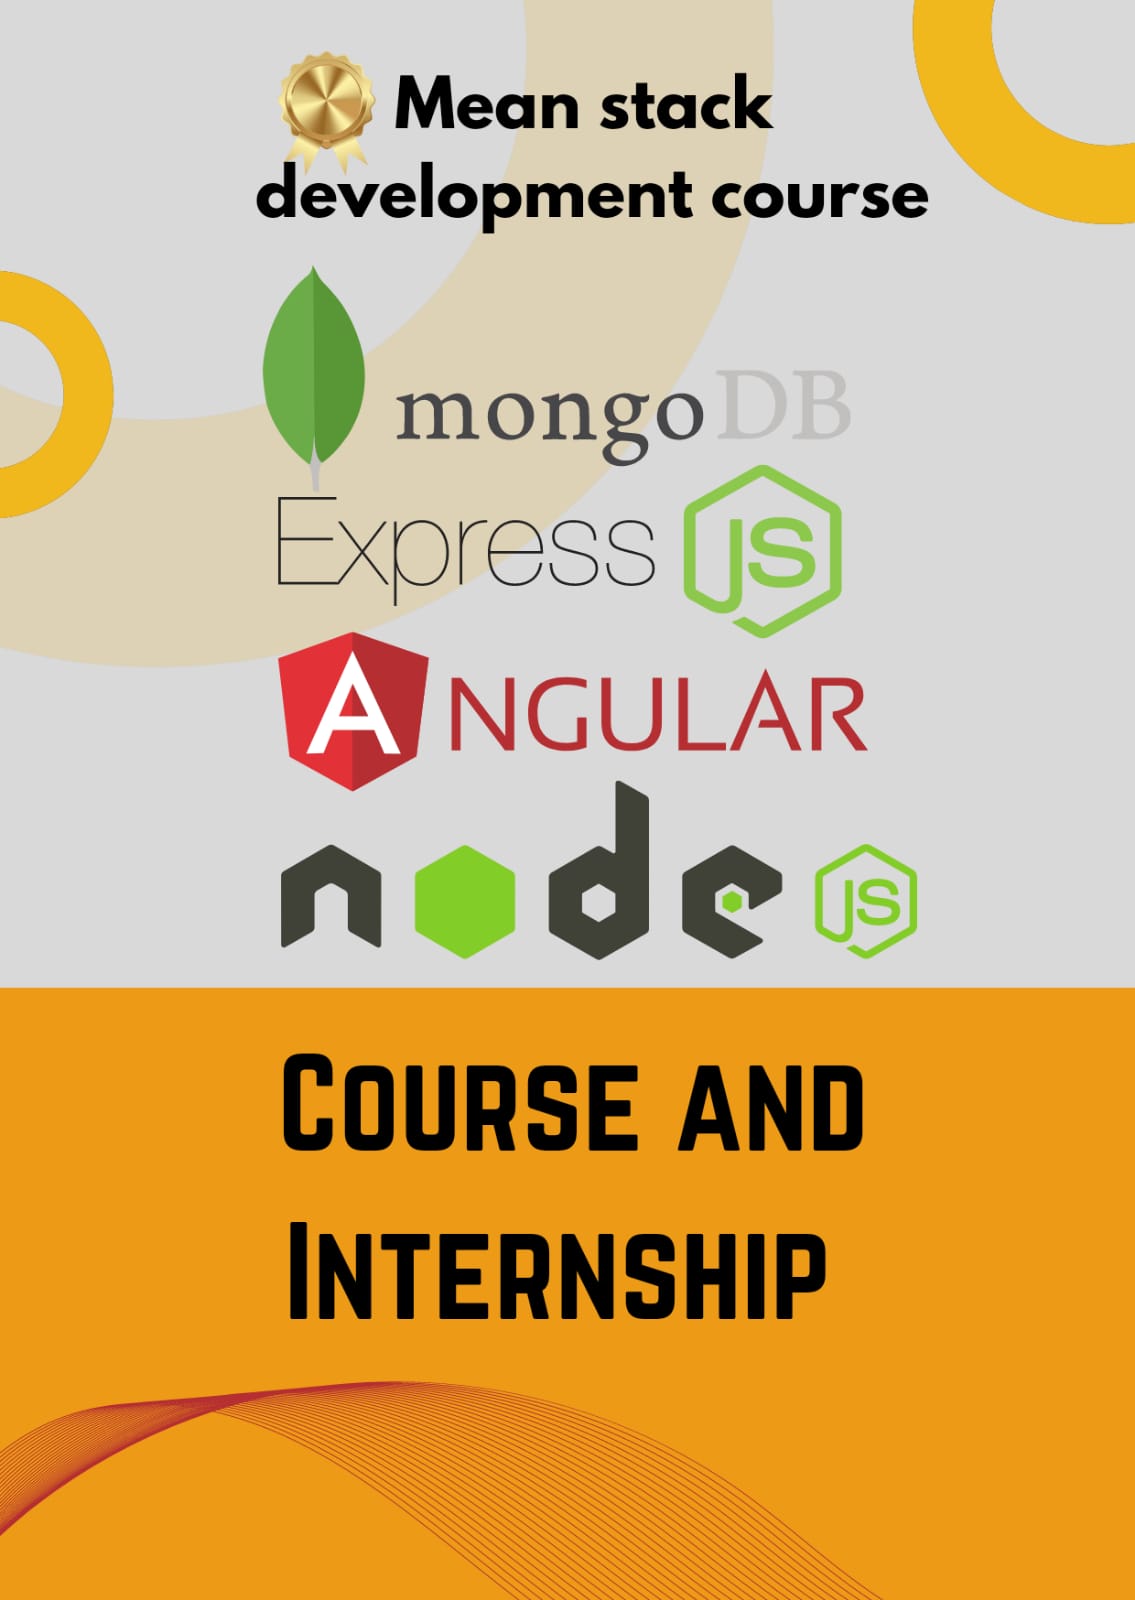 Mean stack
development course
mongoDB
Express JS
ANGULAR
node JS
COURSE AND
INTERNSHIP